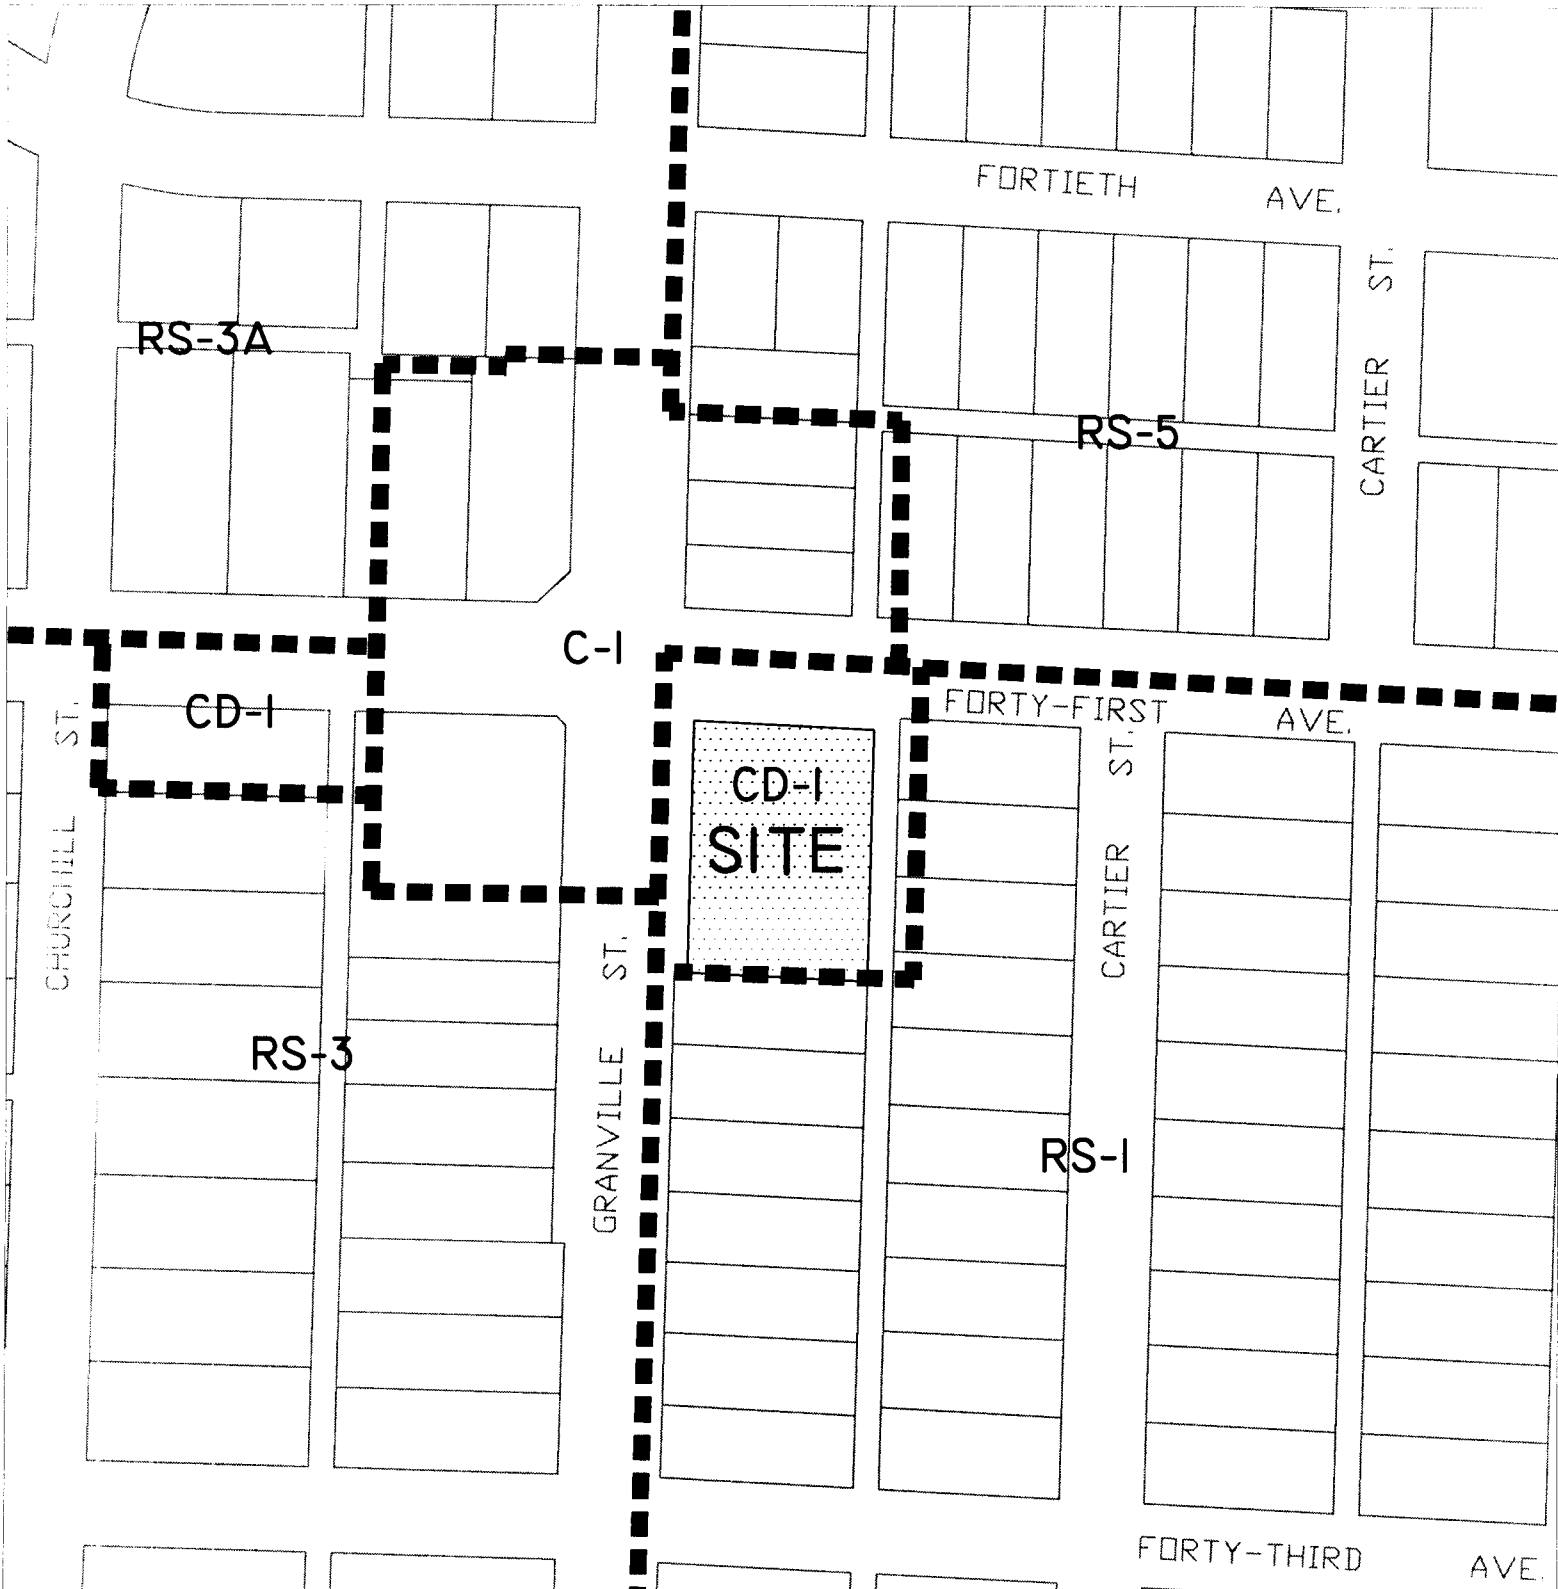 FORTIETH AVE.
CARTIER ST.
RS-3A
RS-5
C-1
CD-1
FORTY-FIRST AVE.
CHURCHILL ST.
CD-1
SITE
CARTIER ST.
GRANVILLE ST.
RS-3
RS-1
FORTY-THIRD AVE.